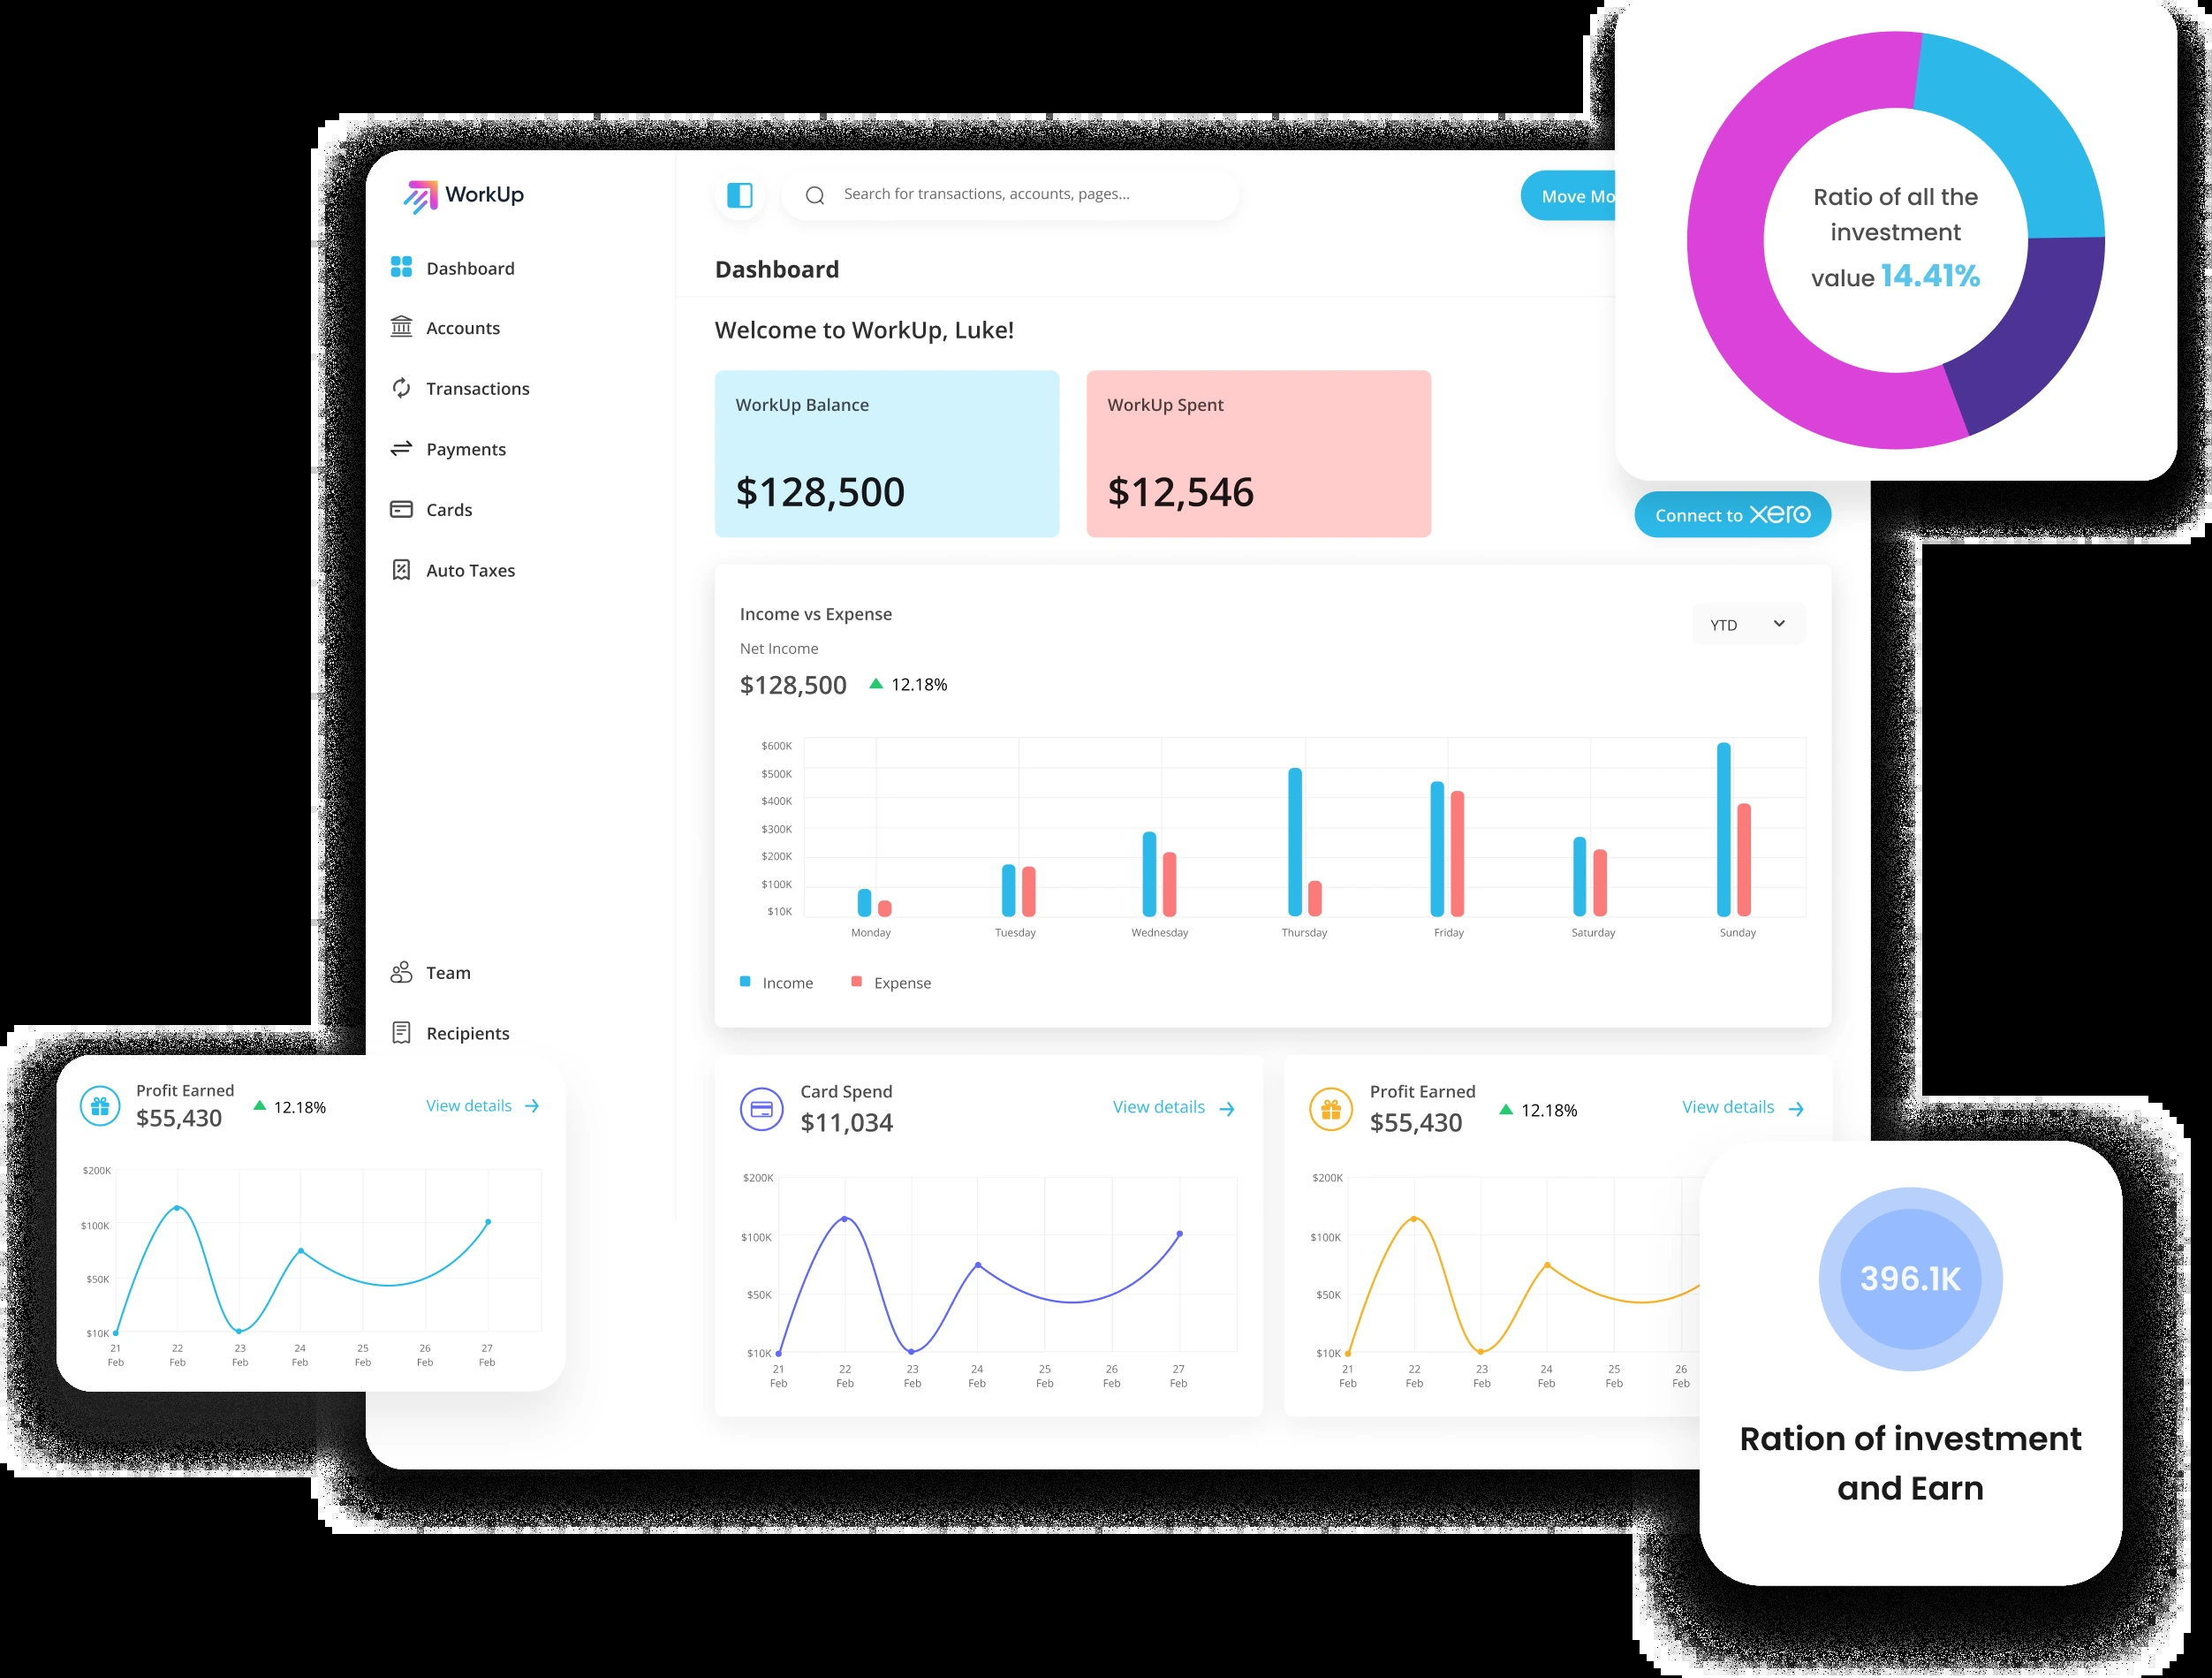 WorkUp
Search for transactions, accounts, pages...
Move Mo
Ratio of all the
investment
value 14.41%
Dashboard
Accounts
Transactions
Payments
Cards
Auto Taxes
Team
Recipients
Dashboard
Welcome to WorkUp, Luke!
WorkUp Balance
$128,500
WorkUp Spent
$12,546
Connect to xero
Income vs Expense
YTD
Net Income
$128,500 12.18%
$600K
$500K
$400K
$300K
$200K
$100K
$10K
Monday Tuesday Wednesday Thursday Friday Saturday Sunday
Income Expense
Profit Earned
$55,430 12.18% View details
$200K
$100K
$50K
$10K
21 22 23 24 25 26 27
Feb Feb Feb Feb Feb Feb Feb
Card Spend
$11,034 View details
$200K
$100K
$50K
$10K
21 22 23 24 25 26 27
Feb Feb Feb Feb Feb Feb Feb
Profit Earned
$55,430 12.18% View details
$200K
$100K
$50K
$10K
21 22 23 24 25 26
Feb Feb Feb Feb Feb Feb
396.1K
Ration of investment
and Earn